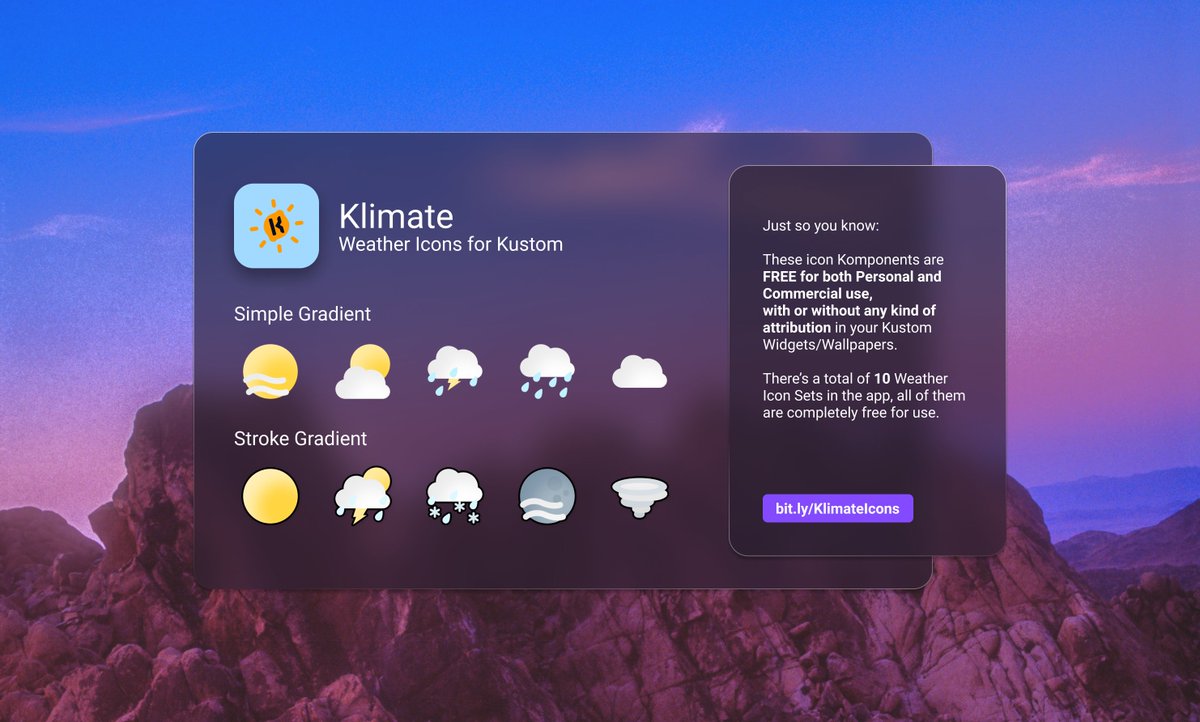 Klimate
Weather Icons for Kustom
Simple Gradient
Stroke Gradient
Just so you know:
These icon Komponents are
FREE for both Personal and
Commercial use,
with or without any kind of
attribution in your Kustom
Widgets/Wallpapers.
There's a total of 10 Weather
Icon Sets in the app, all of them
are completely free for use.
bit.ly/KlimateIcons